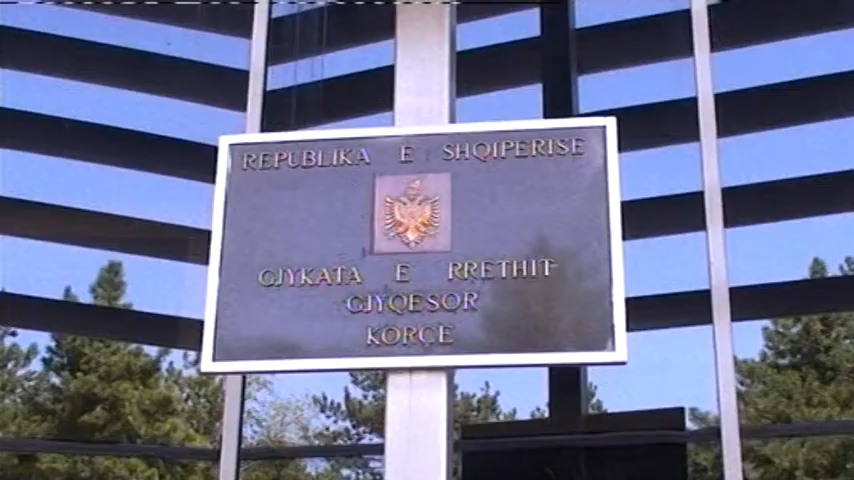 REPUBLIKA E SHQIPERISE
GJYKATA E RRETHIT
GJYQESOR
KORÇE